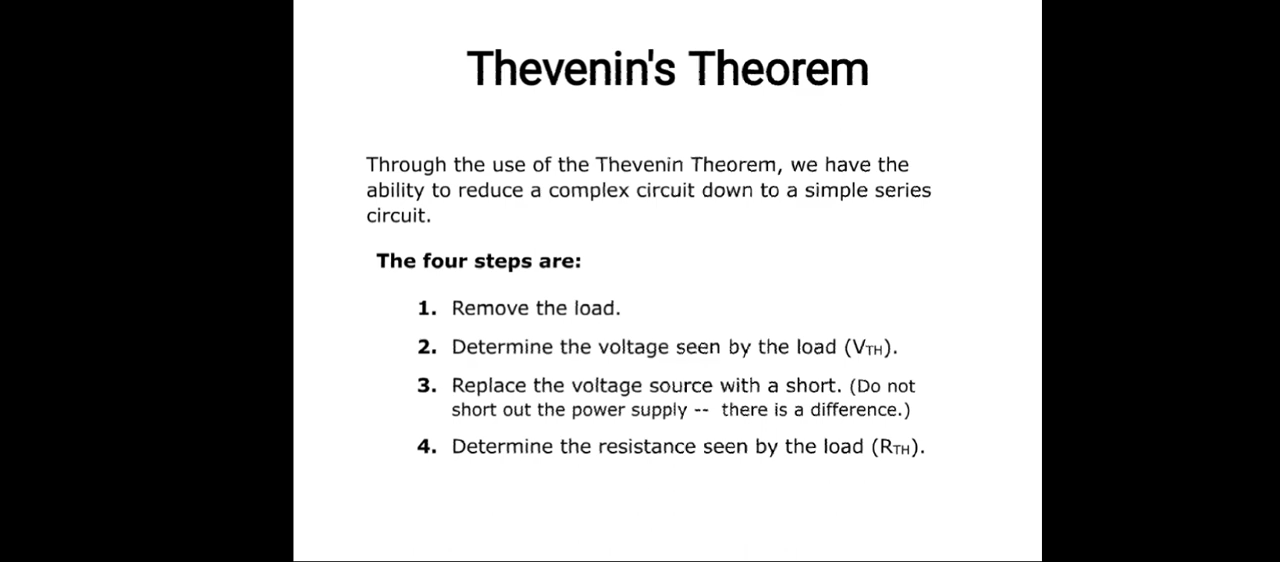 Thevenin's Theorem
Through the use of the Thevenin Theorem, we have the
ability to reduce a complex circuit down to a simple series
circuit.
The four steps are:
1. Remove the load.
2. Determine the voltage seen by the load (VTH).
3. Replace the voltage source with a short. (Do not
short out the power supply -- there is a difference.)
4. Determine the resistance seen by the load (RTH).